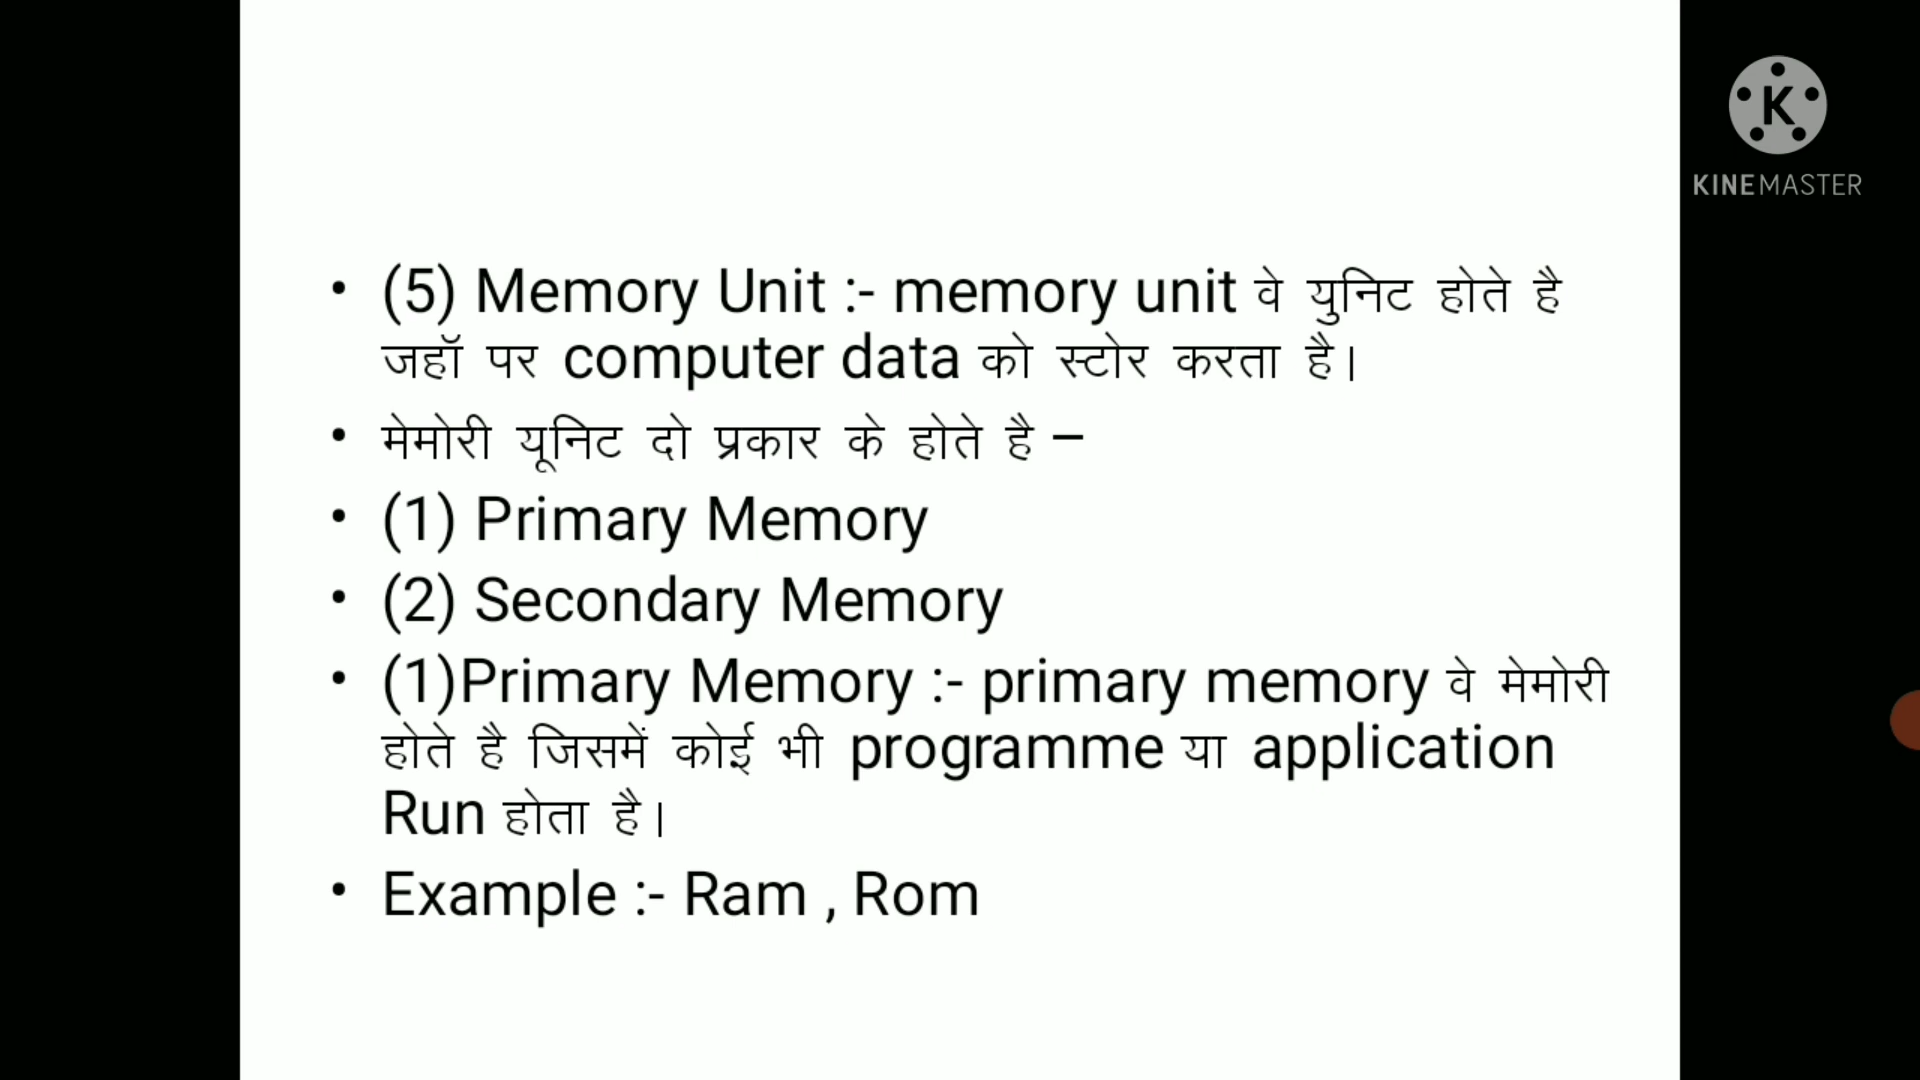 KINEMASTER
• (5) Memory Unit :- memory unit वे युनिट होते है
जहॉ पर computer data को स्टोर करता है।
• मेमोरी यूनिट दो प्रकार के होते है –
• (1) Primary Memory
• (2) Secondary Memory
• (1)Primary Memory :- primary memory वे मेमोरी
होते है जिसमें कोई भी programme या application
Run होता है।
• Example :- Ram , Rom